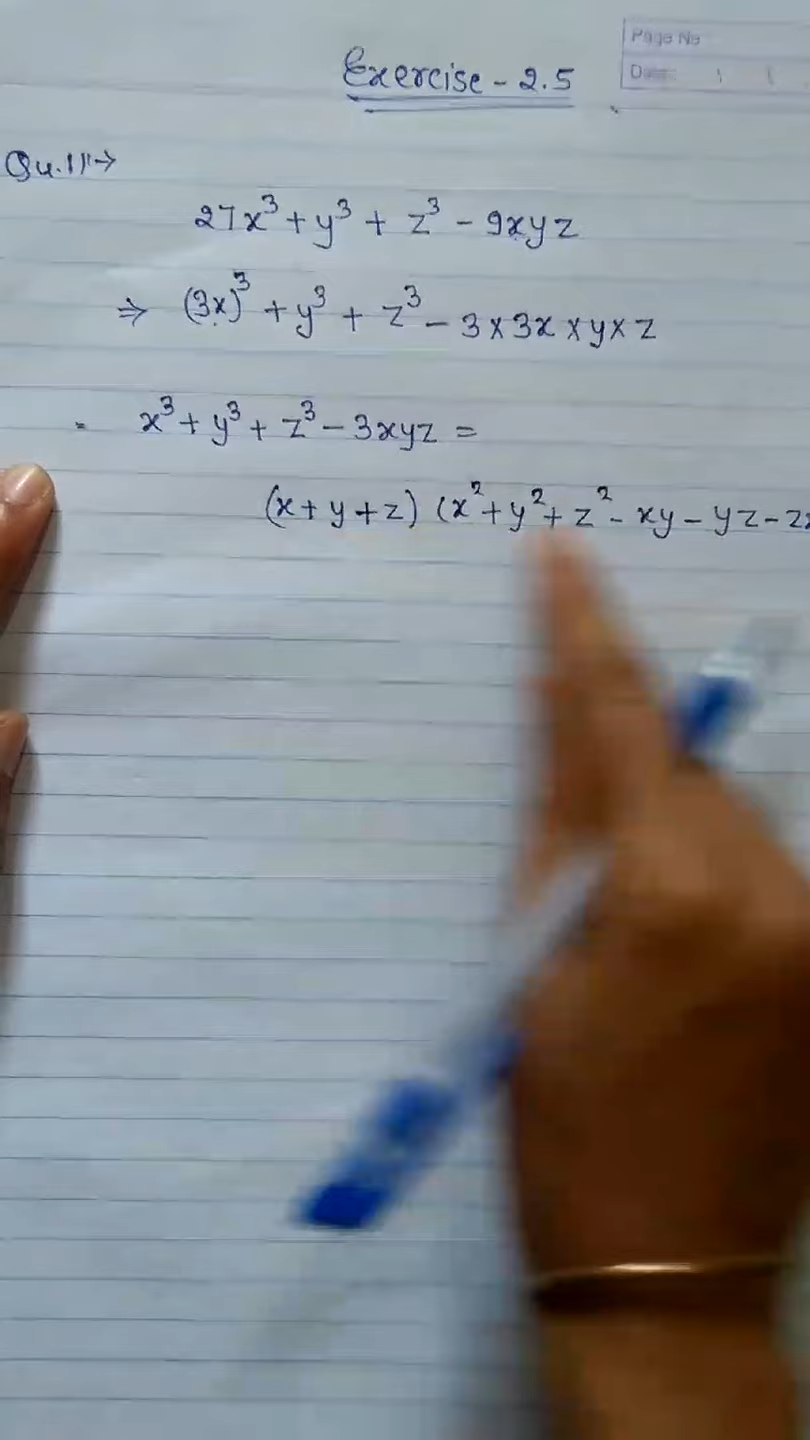 Page No
Date
Exercise - 2.5
Qu.11→
27x³ + y³ + z³ - 9xyz
⇒ (3x)³ + y³ + z³ - 3 × 3x × y × z
x³ + y³ + z³ - 3xyz =
(x + y + z) (x² + y² + z² - xy - yz - zx